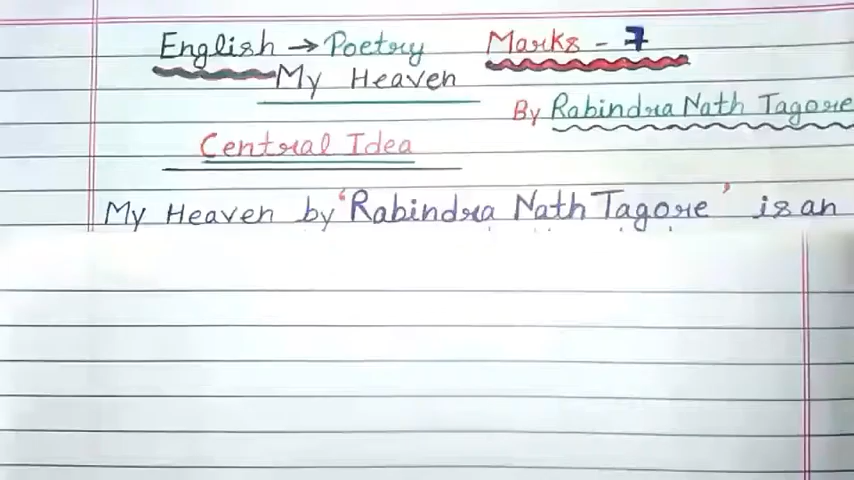 English → Poetry Marks - 7
My Heaven
By Rabindra Nath Tagore
Central Idea
My Heaven by 'Rabindra Nath Tagore' is an